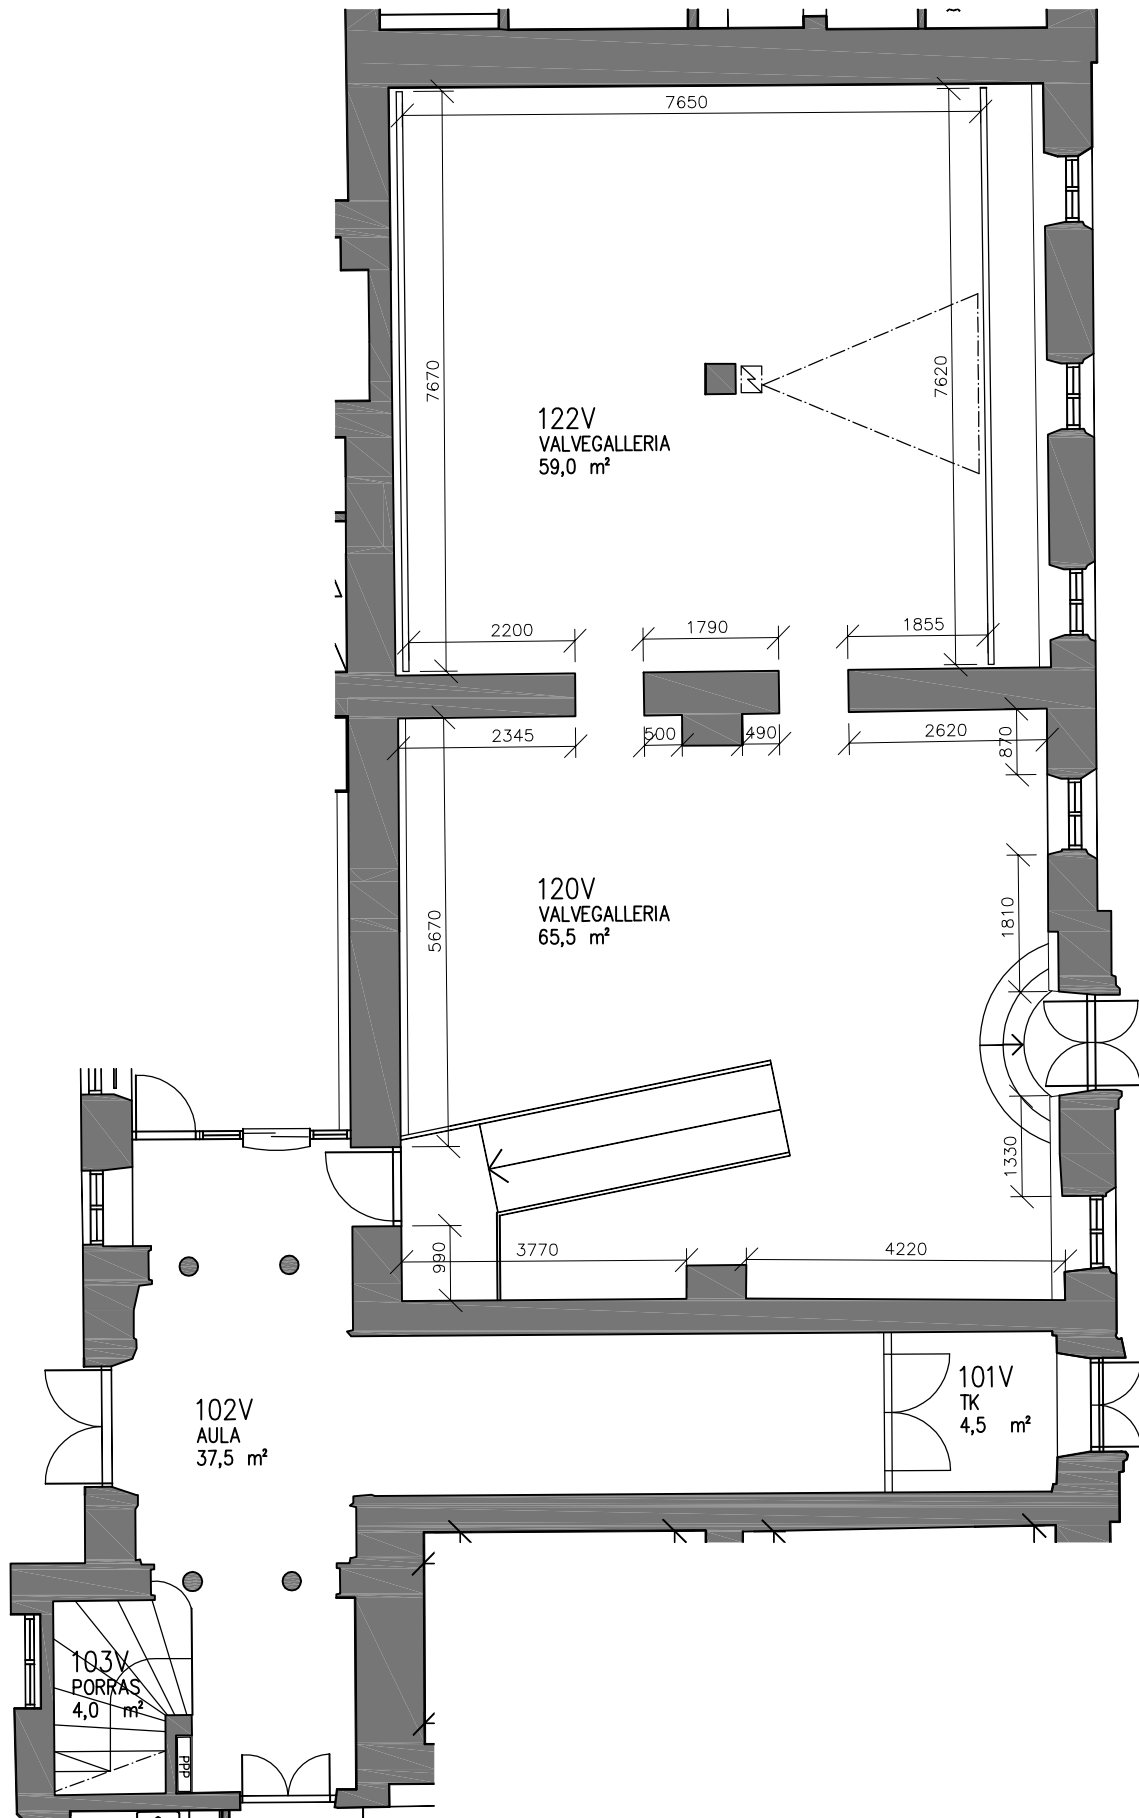 7650
7670
7620
122V
VALVEGALLERIA
59,0 m²
2200
1790
1855
2345
500
490
2620
870
120V
VALVEGALLERIA
65,5 m²
5670
1810
1330
990
3770
4220
101V
TK
4,5 m²
102V
AULA
37,5 m²
103V
PORRAS
4,0 m²
PPP